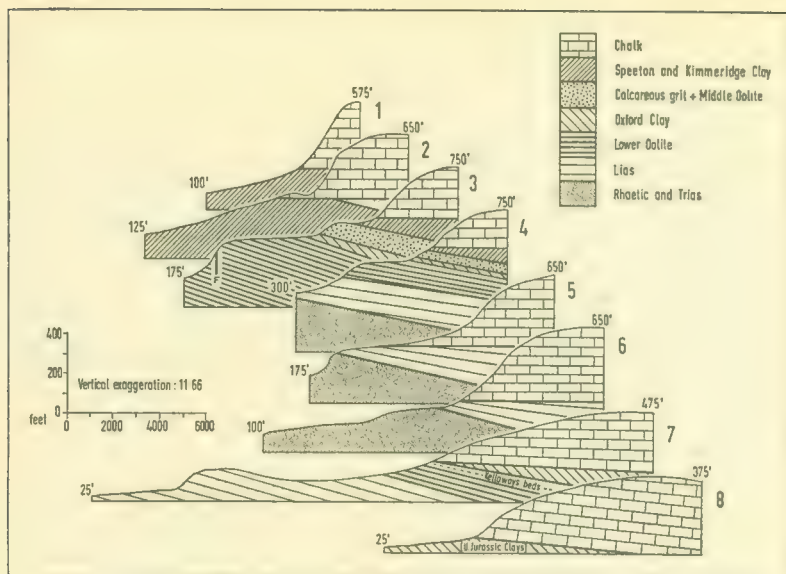 Chalk
Speeton and Kimmeridge Clay
Calcareous grit + Middle Oolite
Oxford Clay
Lower Oolite
Lias
Rhaetic and Trias
575'
1
650'
2
100'
750'
3
125'
750'
4
175'
F
300'
650'
5
650'
6
400
200
0
feet
0 2000 4000 6000
Vertical exaggeration : 11·66
175'
475'
7
100'
375'
8
25'
Kellaways beds
25'
(U Jurassic Clays)